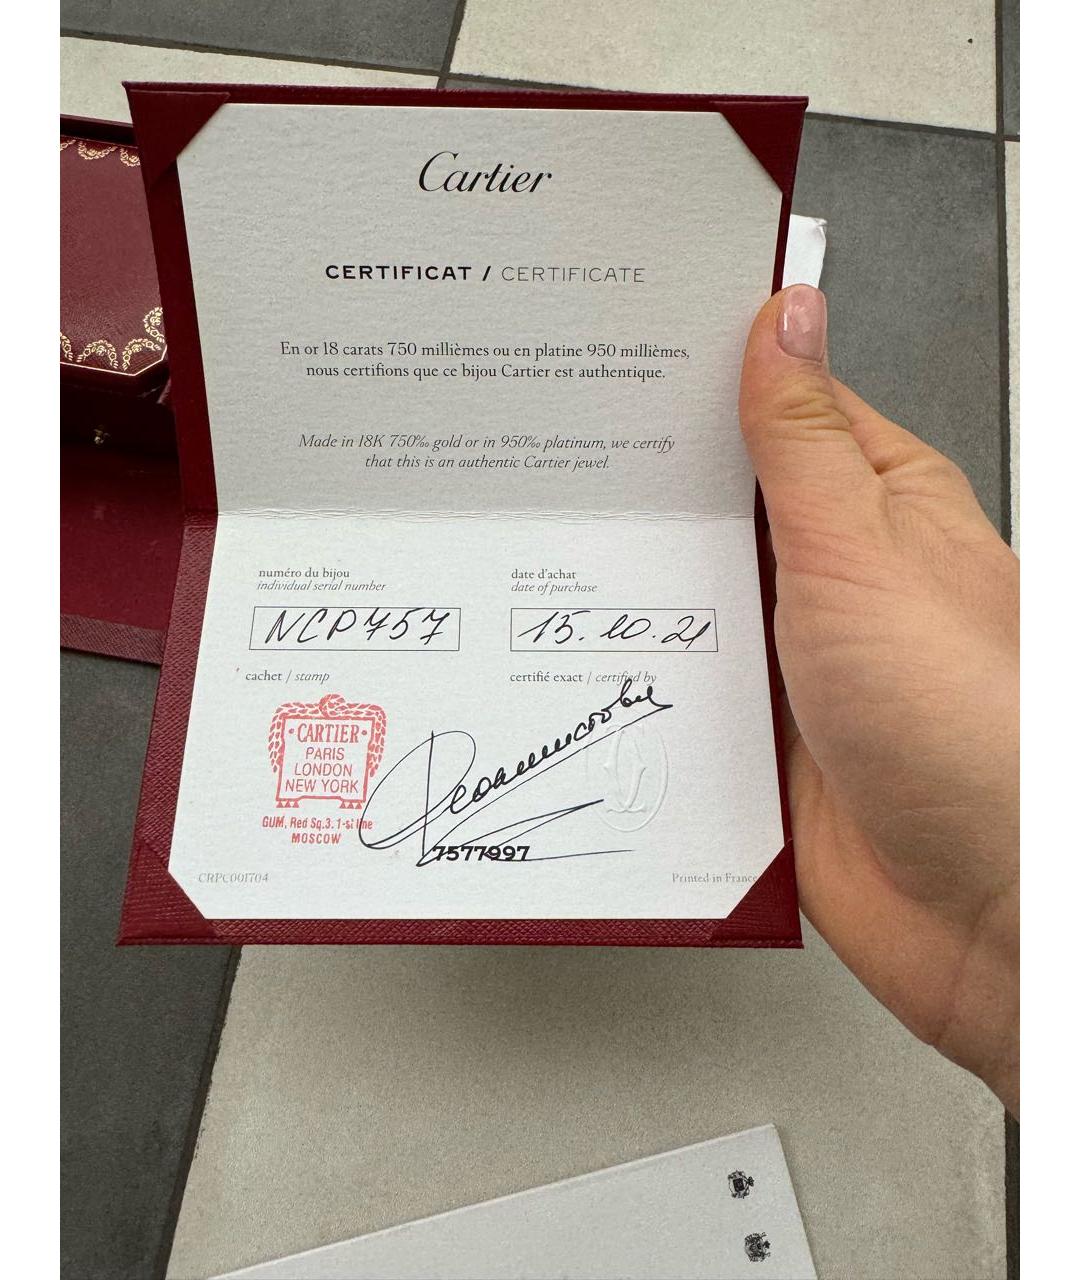 Cartier
CERTIFICAT / CERTIFICATE
En or 18 carats 750 millièmes ou en platine 950 millièmes,
nous certifions que ce bijou Cartier est authentique.
Made in 18K 750‰ gold or in 950‰ platinum, we certify
that this is an authentic Cartier jewel.
numéro du bijou
individual serial number
date d'achat
date of purchase
NCP757
15.10.21
cachet / stamp
certifié exact / certified by
CARTIER
PARIS
LONDON
NEW YORK
GUM, Red Sq.3. 1-st line
MOSCOW
7577997
CRPC001704
Printed in France